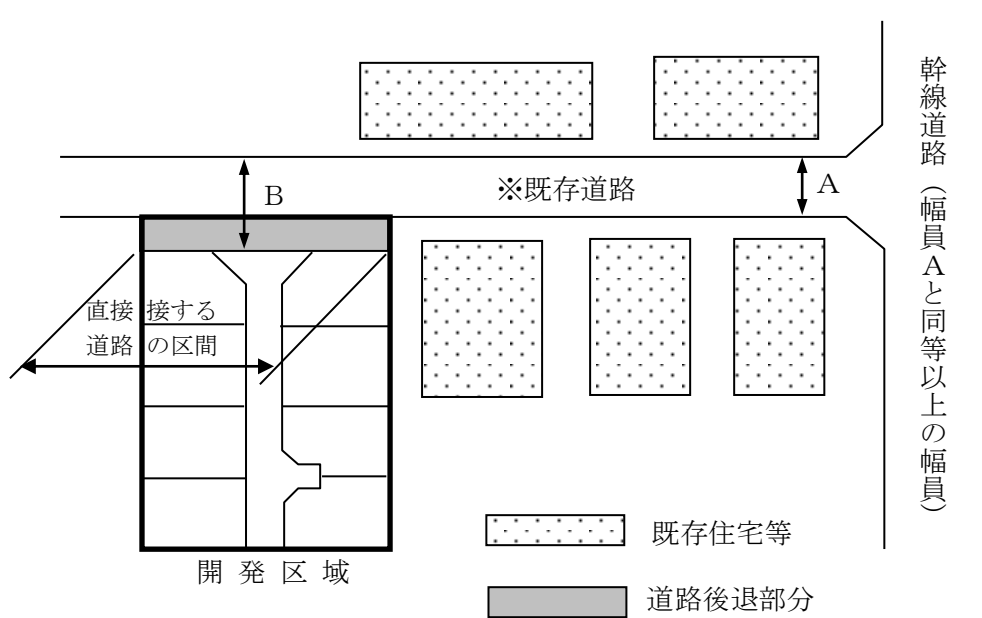 幹線道路（幅員Aと同等以上の幅員）
A
B
※既存道路
直接接する
道路の区間
既存住宅等
開発区域
道路後退部分